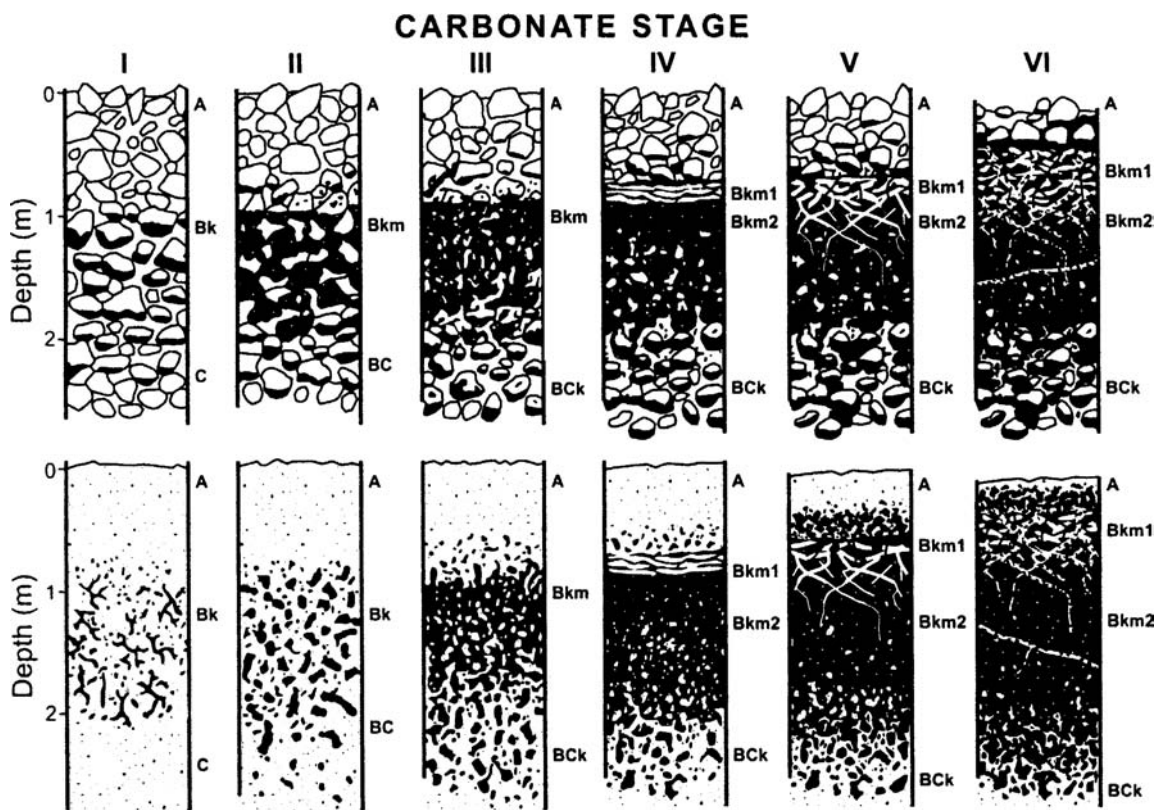 CARBONATE STAGE
I II III IV V VI
0 A A A A A A
Bkm1
Bkm1 Bkm1
1 Bk Bkm Bkm Bkm2 Bkm2 Bkm2
Depth (m)
2
BC
C BCk BCk BCk BCk
0 A A A A A A
Bkm1
Bkm1
Bkm1
1 Bk Bk Bkm
Bkm2 Bkm2 Bkm2
Depth (m)
2 BC
BCk BCk
C BCk
BCk